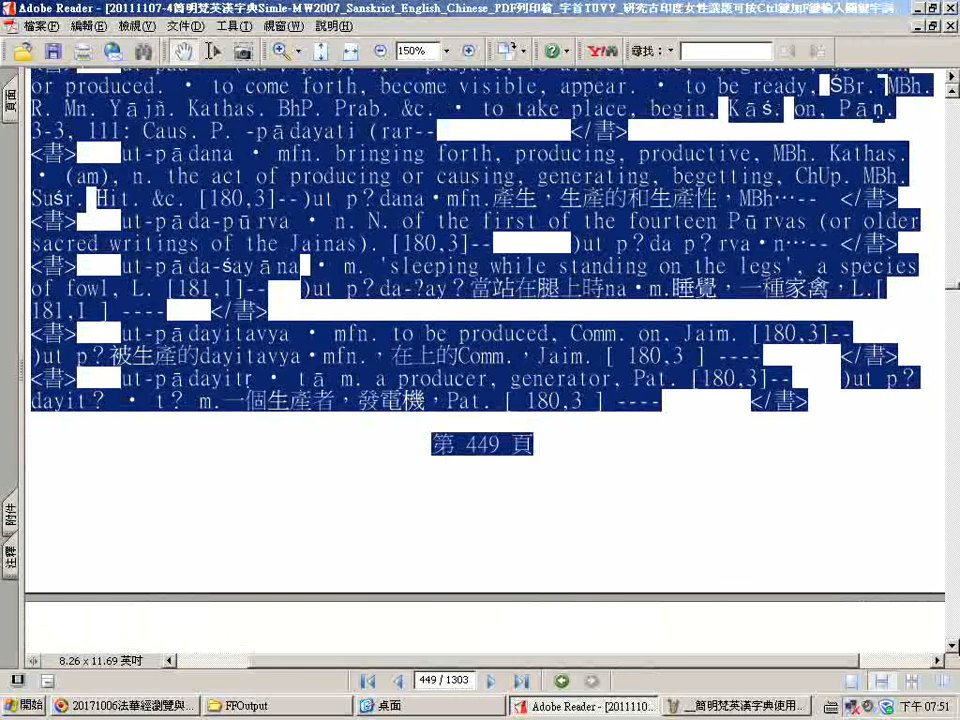 Adobe Reader - [20111107-4簡明梵英漢字典Simle-MW2007_Sanskrict_English_Chinese_PDF列印檔_字首TUVY_研究古印度女性議題可按Ctrl鍵加F鍵輸入關鍵字詞
檔案(F) 編輯(E) 檢視(V) 文件(D) 工具(T) 視窗(W) 說明(H)
150% Y! 尋找：
頁面
or produced. • to come forth, become visible, appear. • to be ready, ŚBr. MBh.
R. Mn. Yājñ. Kathas. BhP. Prab. &c. • to take place, begin, Kāś. on, Pāṇ.
3-3, 111: Caus. P. -pādayati (rar-- </書>
<書> ut-pādana • mfn. bringing forth, producing, productive, MBh. Kathas.
• (am), n. the act of producing or causing, generating, begetting, ChUp. MBh.
Suśr. Hit. &c. [180,3]--)ut p?dana•mfn.產生，生產的和生產性，MBh…-- </書>
<書> ut-pāda-pūrva • n. N. of the first of the fourteen Pūrvas (or older
sacred writings of the Jainas). [180,3]-- )ut p?da p?rva•n…-- </書>
<書> ut-pāda-śayāna • m. 'sleeping while standing on the legs', a species
of fowl, L. [181,1]-- )ut p?da-?ay?當站在腿上時na•m.睡覺，一種家禽，L.[
181,1 ] ---- </書>
<書> ut-pādayitavya • mfn. to be produced, Comm. on, Jaim. [180,3]--
)ut p?被生產的dayitavya•mfn.，在上的Comm.，Jaim. [ 180,3 ] ---- </書>
<書> ut-pādayitṛ • tā m. a producer, generator, Pat. [180,3]-- )ut p?
dayit? • t? m.一個生產者，發電機，Pat. [ 180,3 ] ---- </書>
第 449 頁
附件
注釋
8.26 x 11.69 英吋
449 / 1303
開始 20171006法華經瀏覽與... FFOutput 桌面 Adobe Reader - [2010... __簡明梵英字典使用... 下午 07:51